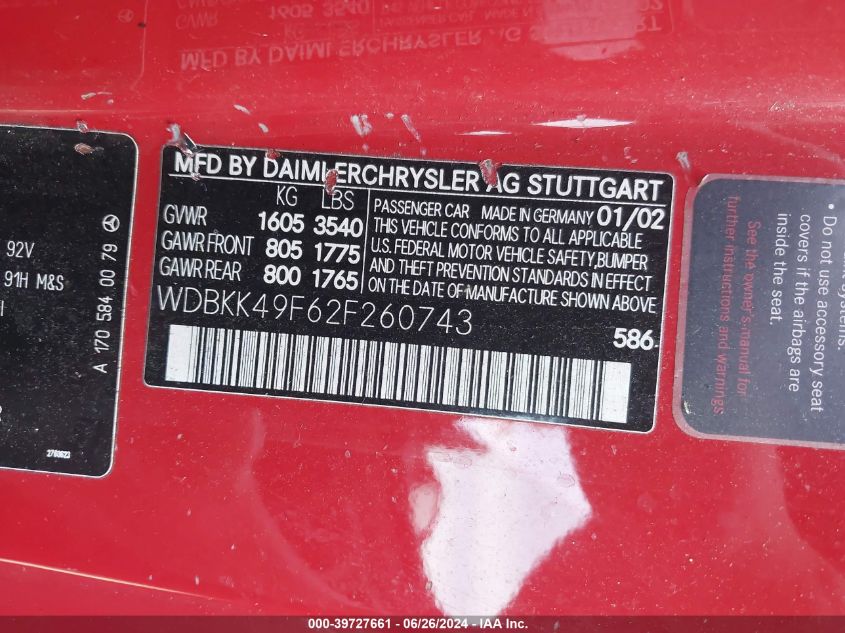 GVWR 1605 3540
MFD BY DAIMLERCHRYSLER AG
MFD BY DAIMLERCHRYSLER AG STUTTGART
KG LBS
GVWR 1605 3540
GAWR FRONT 805 1775
GAWR REAR 800 1765
PASSENGER CAR MADE IN GERMANY 01/02
THIS VEHICLE CONFORMS TO ALL APPLICABLE
U.S. FEDERAL MOTOR VEHICLE SAFETY,BUMPER
AND THEFT PREVENTION STANDARDS IN EFFECT
ON THE DATE OF MANUFACTURE SHOWN ABOVE
WDBKK49F62F260743
586
92V
91H M&S
A 170 584 00 79
2780623
• Do not use accessory seat
covers if the airbags are
inside the seat.
See the owner's manual for
further instructions and warnings
000-39727661 - 06/26/2024 - IAA Inc.